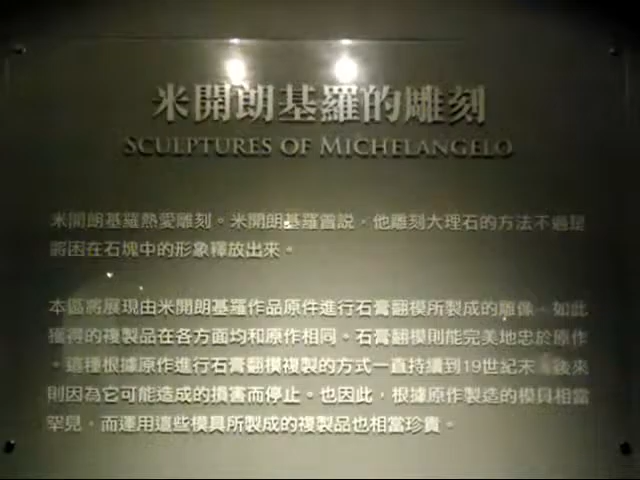 米開朗基羅的雕刻
SCULPTURES OF MICHELANGELO
米開朗基羅熱愛雕刻。米開朗基羅曾說，他雕刻大理石的方法不過是
將困在石塊中的形象釋放出來。
本區將展現由米開朗基羅作品原件進行石膏翻模所製成的雕像。如此
獲得的複製品在各方面均和原作相同。石膏翻模則能完美地忠於原作
。這種根據原作進行石膏翻模複製的方式一直持續到19世紀末，後來
則因為它可能造成的損害而停止。也因此，根據原作製造的模具相當
罕見，而運用這些模具所製成的複製品也相當珍貴。